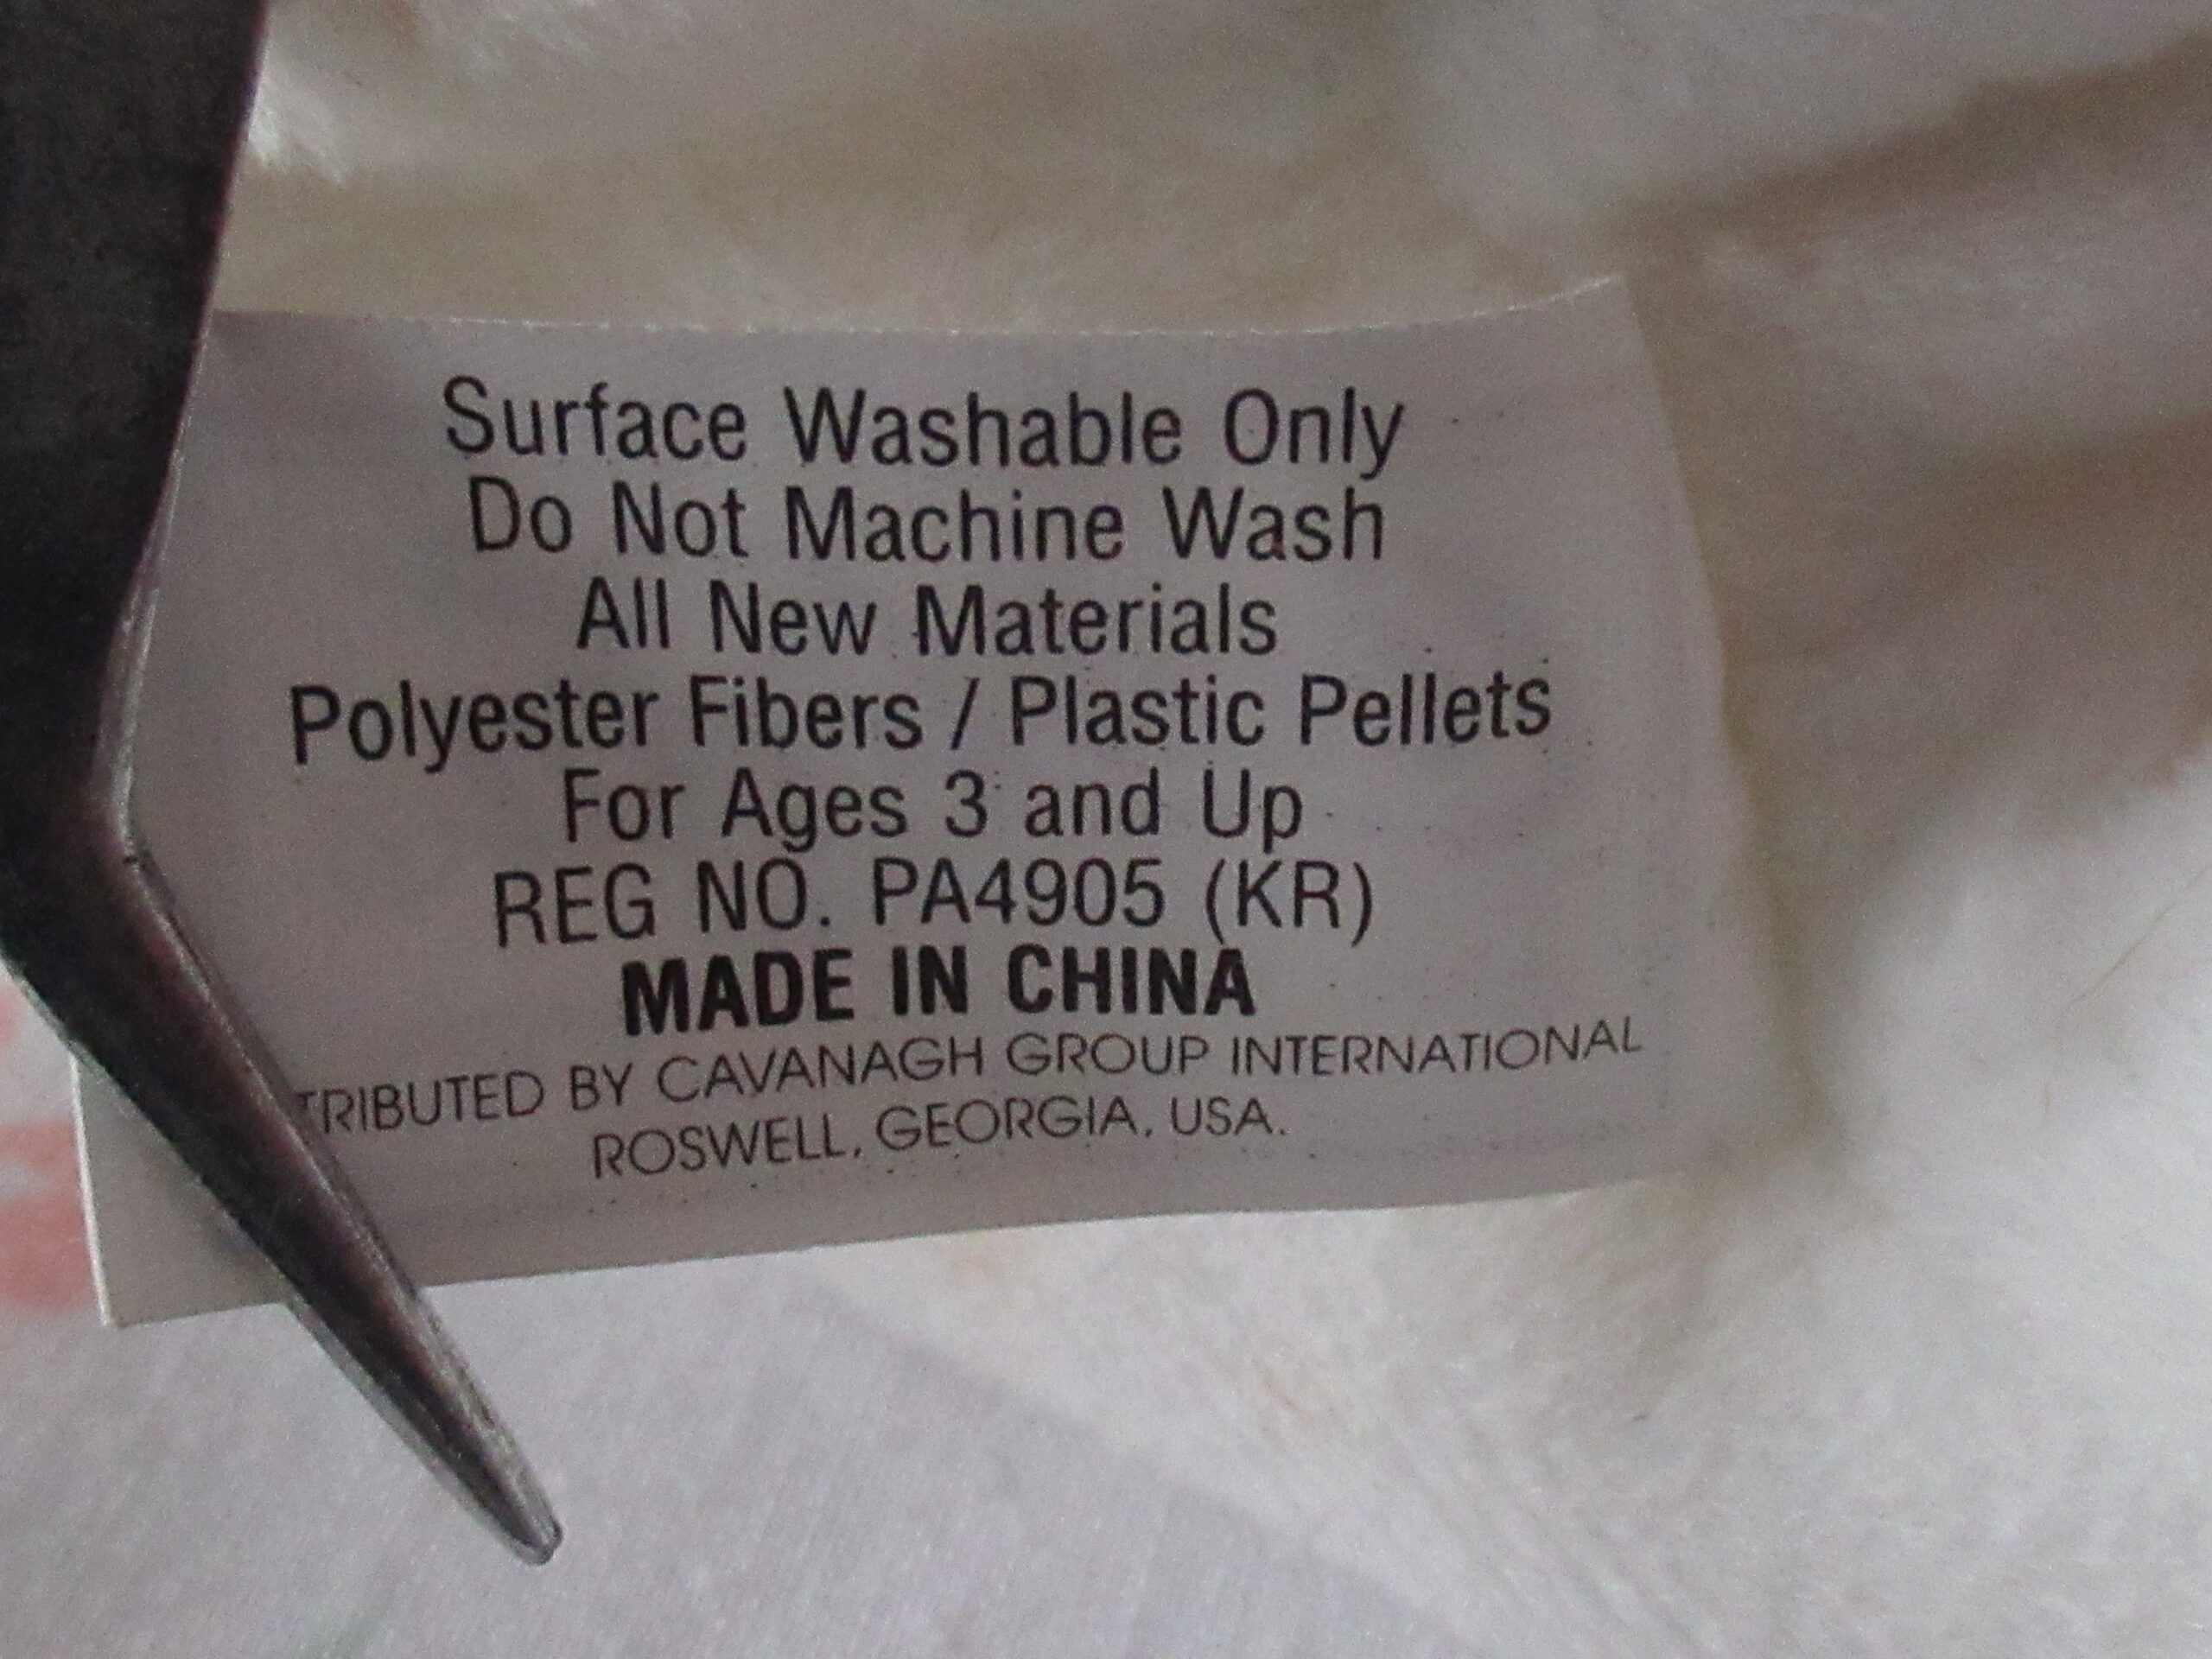 Surface Washable Only
Do Not Machine Wash
All New Materials
Polyester Fibers / Plastic Pellets
For Ages 3 and Up
REG NO. PA4905 (KR)
MADE IN CHINA
TRIBUTED BY CAVANAGH GROUP INTERNATIONAL
ROSWELL, GEORGIA, USA.